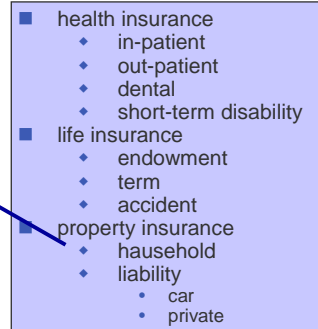 health insurance
in-patient
out-patient
dental
short-term disability
life insurance
endowment
term
accident
property insurance
hausehold
liability
car
private